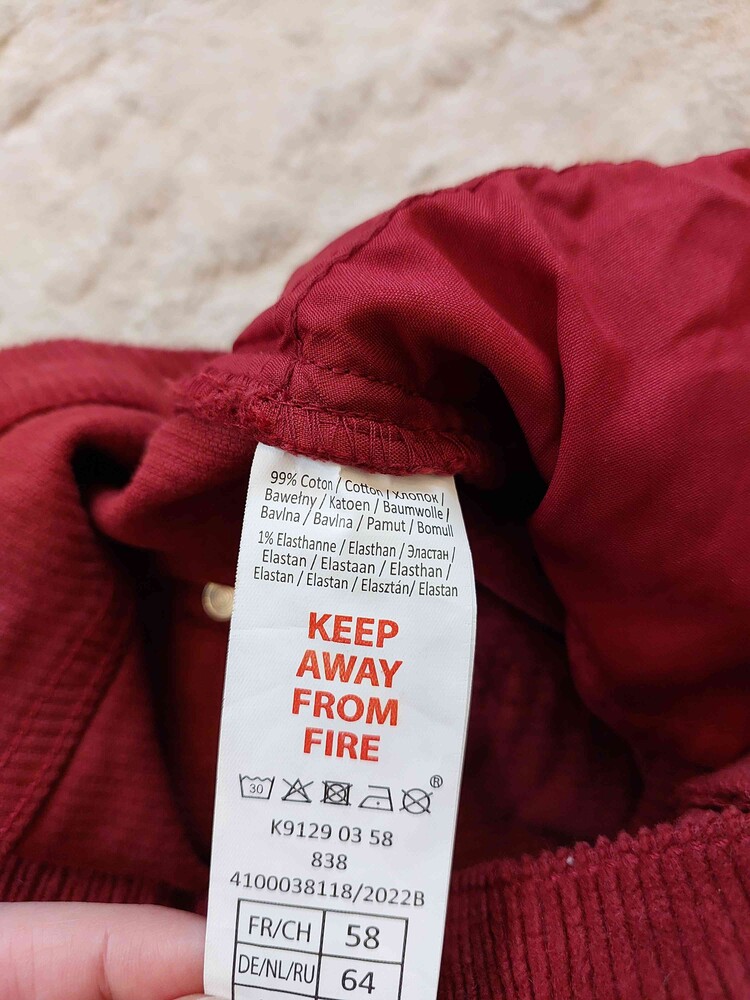 99% Coton / Cotton / Хлопок /
Bawełny / Katoen / Baumwolle /
Bavlna / Bavlna / Pamut / Bomull
1% Elasthanne / Elasthan / Эластан /
Elastan / Elastaan / Elasthan /
Elastan / Elastan / Elasztán/ Elastan
KEEP
AWAY
FROM
FIRE
30 ®
K9129 03 58
838
4100038118/2022B
FR/CH 58
DE/NL/RU 64